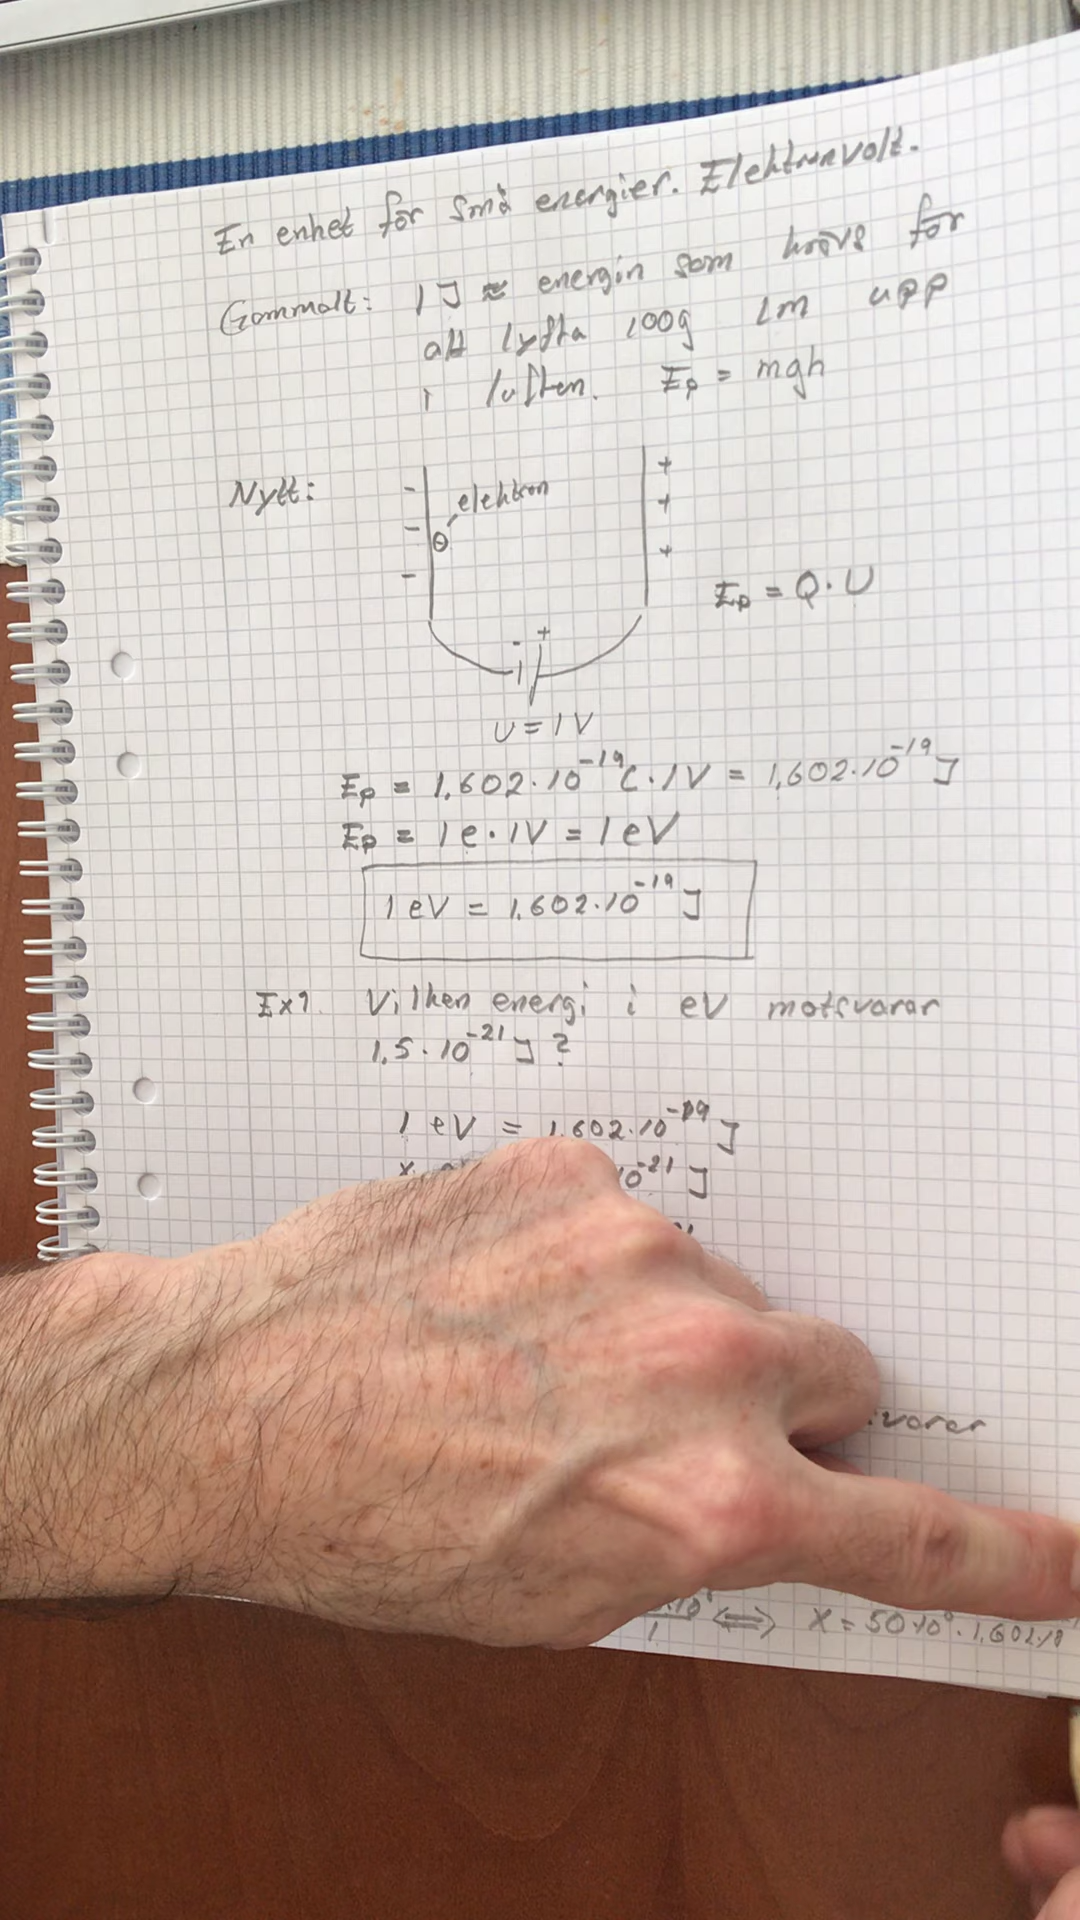 En enhet för små energier. Elektronvolt.
Gammalt: 1 J ≈ energin som krävs för
att lyfta 100g 1m upp
i luften. Ep = mgh
Nytt:
- - -
elektron
⊖
+ + +
Ep = Q·U
- +
U = 1V
Ep = 1,602·10^-19 C·1V = 1,602·10^-19 J
Ep = 1e·1V = 1eV
1 eV = 1,602·10^-19 J
Ex1. Vilken energi i eV motsvarar
1,5·10^-21 J ?
1 eV = 1,602·10^-19 J
x 10^-21 J
1 ⟺ x = 50·10^6·1,602·10